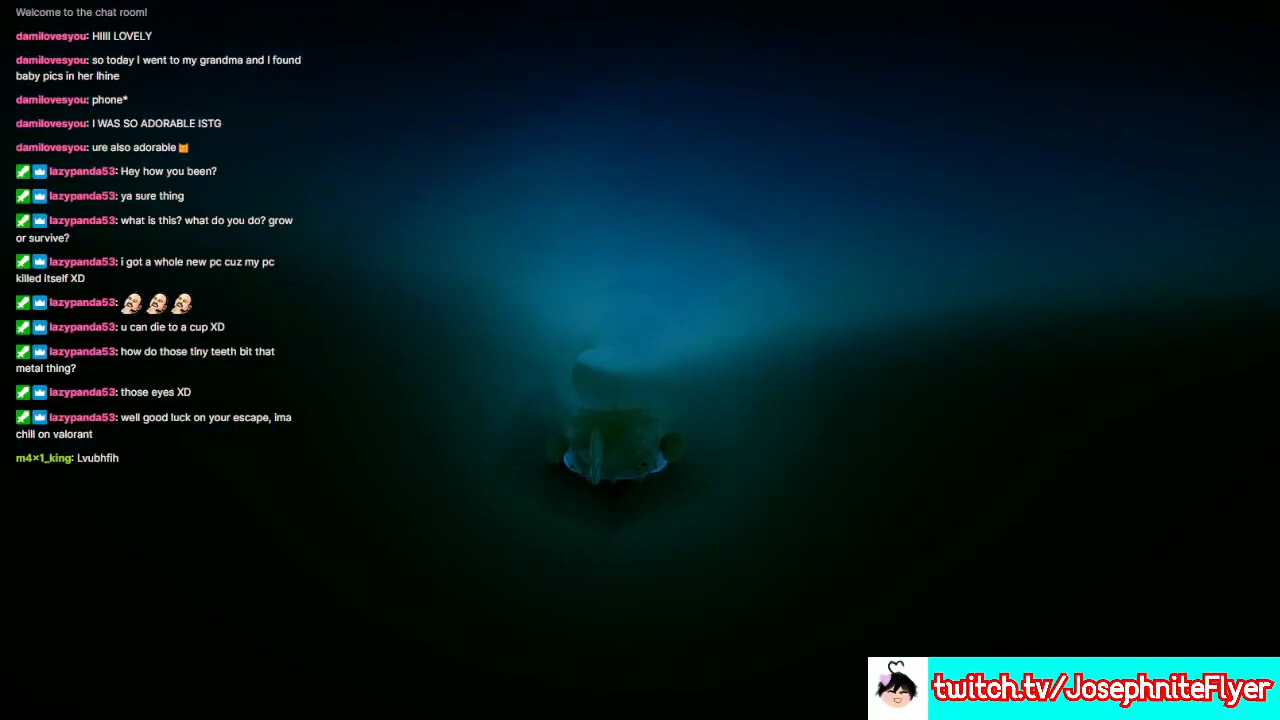 Welcome to the chat room!
damilovesyou: HIIII LOVELY
damilovesyou: so today I went to my grandma and I found
baby pics in her lhine
damilovesyou: phone*
damilovesyou: I WAS SO ADORABLE ISTG
damilovesyou: ure also adorable
lazypanda53: Hey how you been?
lazypanda53: ya sure thing
lazypanda53: what is this? what do you do? grow
or survive?
lazypanda53: i got a whole new pc cuz my pc
killed itself XD
lazypanda53:
lazypanda53: u can die to a cup XD
lazypanda53: how do those tiny teeth bit that
metal thing?
lazypanda53: those eyes XD
lazypanda53: well good luck on your escape, ima
chill on valorant
m4x1_king: Lvubhfih
twitch.tv/JosephniteFlyer